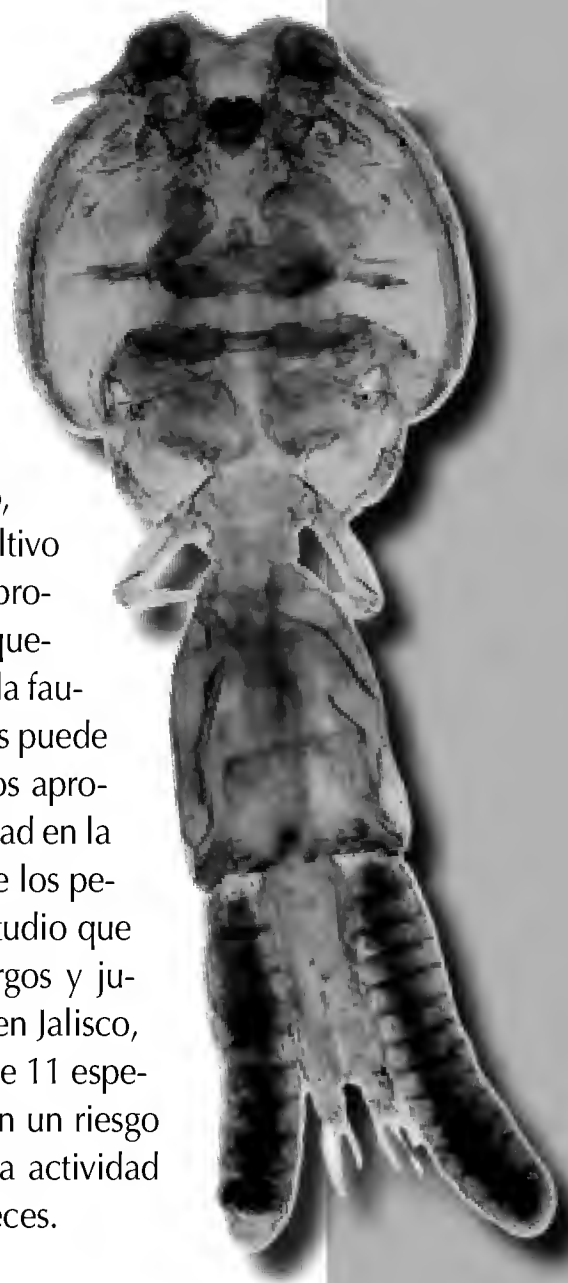 ,
ltivo
pro-
que-
la fau-
s puede
os apro-
ad en la
e los pe-
tudio que
rgos y ju-
en Jalisco,
e 11 espe-
n un riesgo
a actividad
eces.